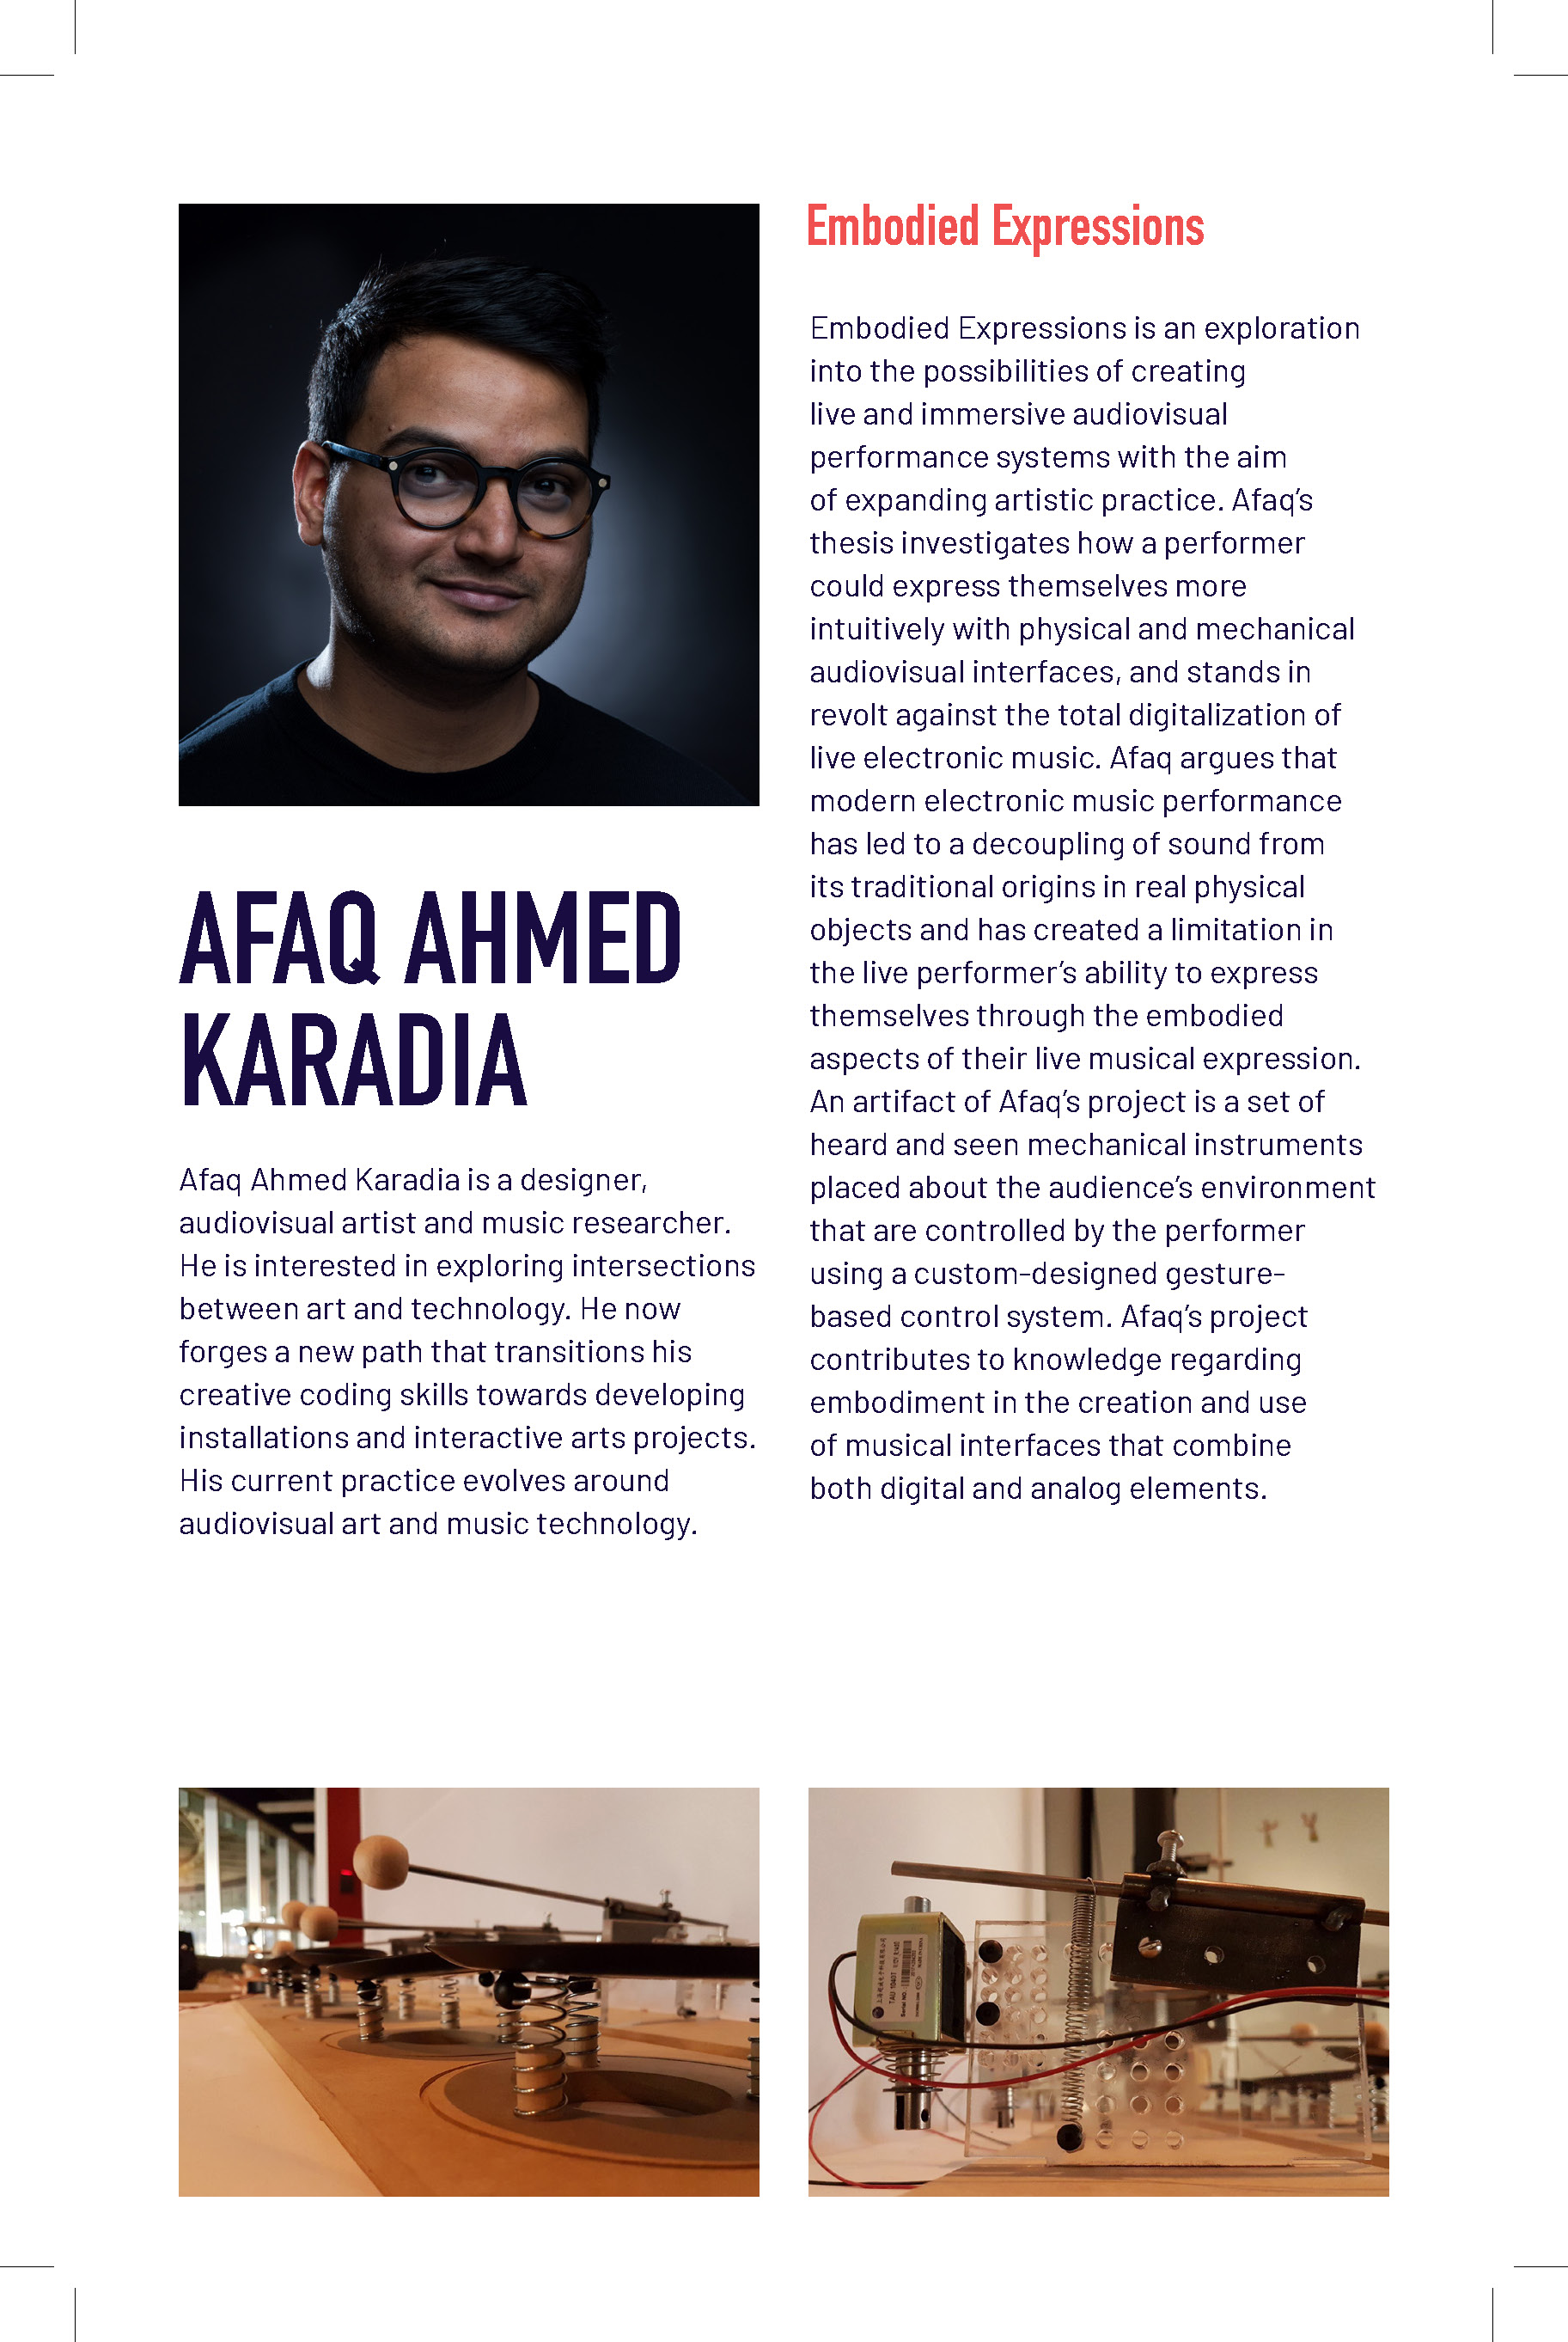 AFAQ AHMED
KARADIA
Afaq Ahmed Karadia is a designer,
audiovisual artist and music researcher.
He is interested in exploring intersections
between art and technology. He now
forges a new path that transitions his
creative coding skills towards developing
installations and interactive arts projects.
His current practice evolves around
audiovisual art and music technology.
Embodied Expressions
Embodied Expressions is an exploration
into the possibilities of creating
live and immersive audiovisual
performance systems with the aim
of expanding artistic practice. Afaq’s
thesis investigates how a performer
could express themselves more
intuitively with physical and mechanical
audiovisual interfaces, and stands in
revolt against the total digitalization of
live electronic music. Afaq argues that
modern electronic music performance
has led to a decoupling of sound from
its traditional origins in real physical
objects and has created a limitation in
the live performer’s ability to express
themselves through the embodied
aspects of their live musical expression.
An artifact of Afaq’s project is a set of
heard and seen mechanical instruments
placed about the audience’s environment
that are controlled by the performer
using a custom-designed gesture-
based control system. Afaq’s project
contributes to knowledge regarding
embodiment in the creation and use
of musical interfaces that combine
both digital and analog elements.
TAU 1040T
Serial NO.